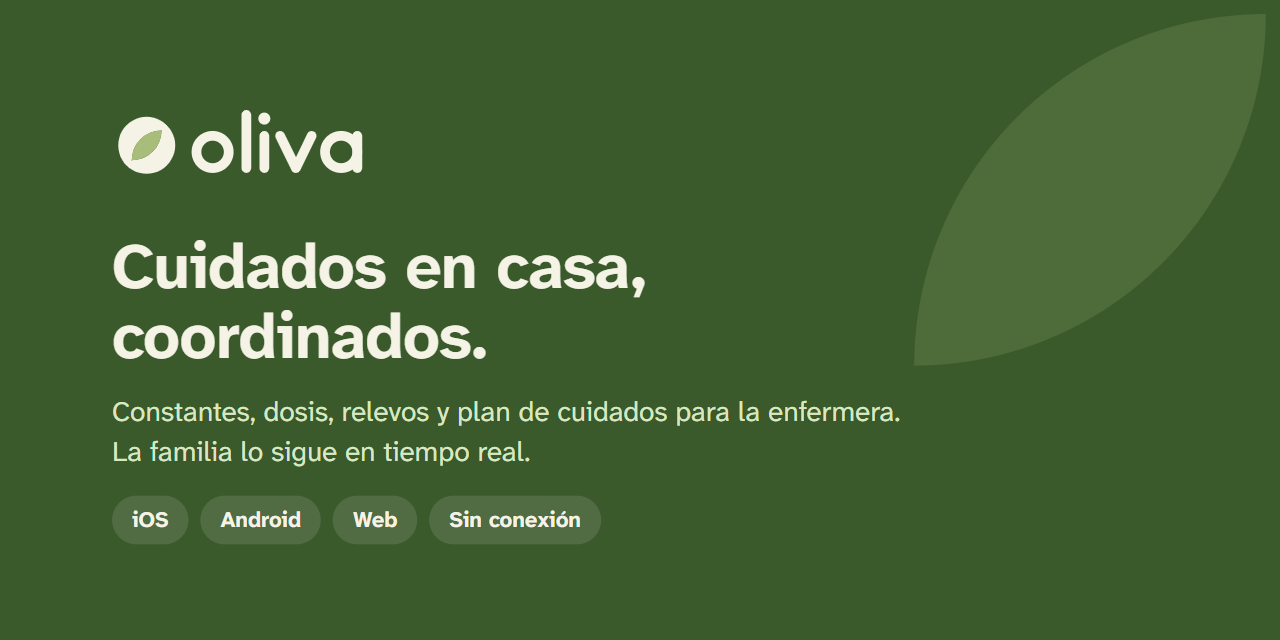 oliva
Cuidados en casa,
coordinados.
Constantes, dosis, relevos y plan de cuidados para la enfermera.
La familia lo sigue en tiempo real.
iOS Android Web Sin conexión